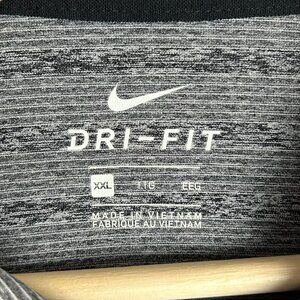 DRI-FIT
XXL TTG EEG
MADE IN VIETNAM
FABRIQUÉ AU VIETNAM